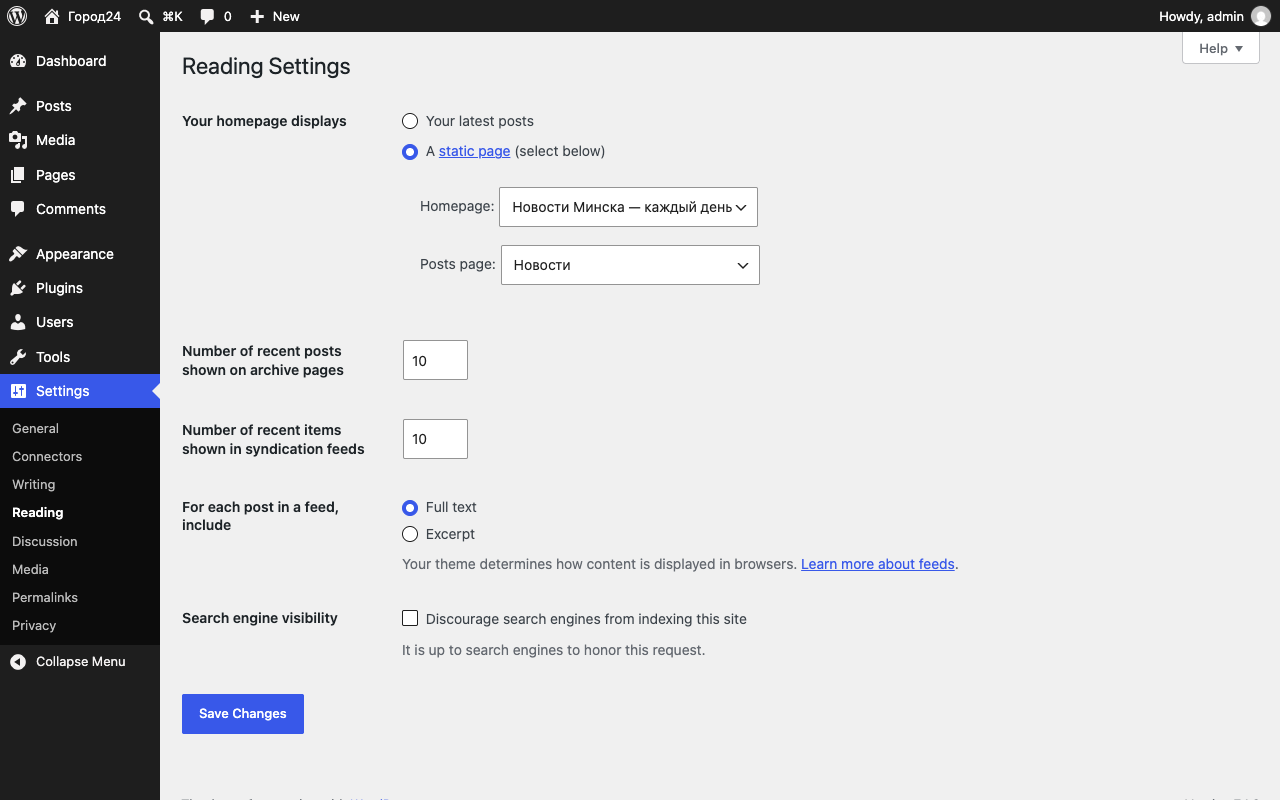 Город24
⌘K
0
New
Howdy, admin
Help
Dashboard
Posts
Media
Pages
Comments
Appearance
Plugins
Users
Tools
Settings
General
Connectors
Writing
Reading
Discussion
Media
Permalinks
Privacy
Collapse Menu
Reading Settings
Your homepage displays
Your latest posts
A static page (select below)
Homepage: Новости Минска — каждый день
Posts page: Новости
Number of recent posts
shown on archive pages
10
Number of recent items
shown in syndication feeds
10
For each post in a feed,
include
Full text
Excerpt
Your theme determines how content is displayed in browsers. Learn more about feeds.
Search engine visibility
Discourage search engines from indexing this site
It is up to search engines to honor this request.
Save Changes